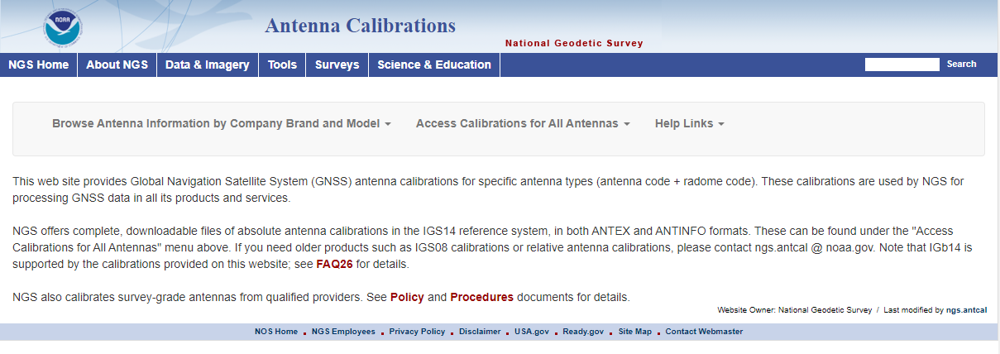 NOAA
Antenna Calibrations
National Geodetic Survey
NGS Home About NGS Data & Imagery Tools Surveys Science & Education Search
Browse Antenna Information by Company Brand and Model Access Calibrations for All Antennas Help Links
This web site provides Global Navigation Satellite System (GNSS) antenna calibrations for specific antenna types (antenna code + radome code). These calibrations are used by NGS for
processing GNSS data in all its products and services.
NGS offers complete, downloadable files of absolute antenna calibrations in the IGS14 reference system, in both ANTEX and ANTINFO formats. These can be found under the "Access
Calibrations for All Antennas" menu above. If you need older products such as IGS08 calibrations or relative antenna calibrations, please contact ngs.antcal @ noaa.gov. Note that IGb14 is
supported by the calibrations provided on this website; see FAQ26 for details.
NGS also calibrates survey-grade antennas from qualified providers. See Policy and Procedures documents for details.
Website Owner: National Geodetic Survey / Last modified by ngs.antcal
NOS Home NGS Employees Privacy Policy Disclaimer USA.gov Ready.gov Site Map Contact Webmaster